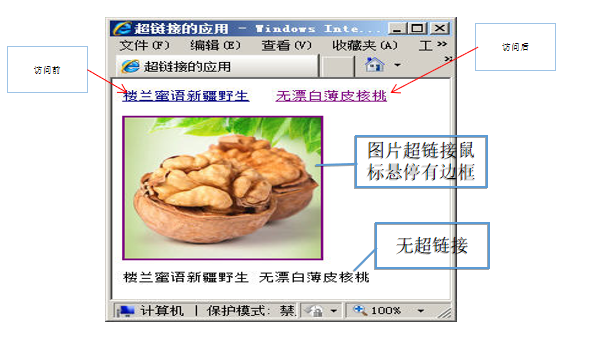 超链接的应用 - Windows Inte...
文件(F) 编辑(E) 查看(V) 收藏夹(A) 工 »
超链接的应用 »
访问前
访问后
楼兰蜜语新疆野生 无漂白薄皮核桃
图片超链接鼠
标悬停有边框
无超链接
楼兰蜜语新疆野生 无漂白薄皮核桃
计算机 | 保护模式: 禁 100%